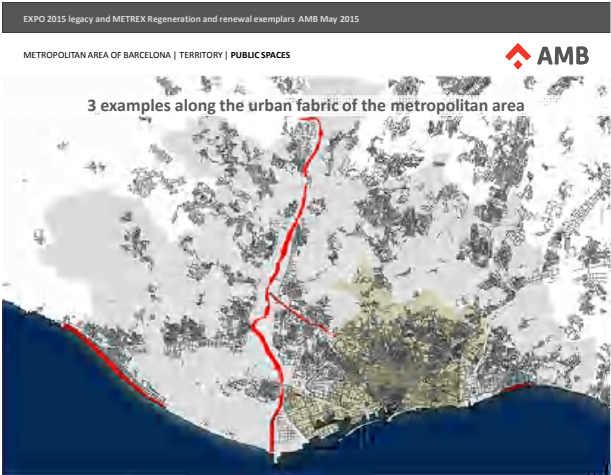 EXPO 2015 legacy and METREX Regeneration and renewal exemplars AMB May 2015
METROPOLITAN AREA OF BARCELONA | TERRITORY | PUBLIC SPACES
AMB
3 examples along the urban fabric of the metropolitan area